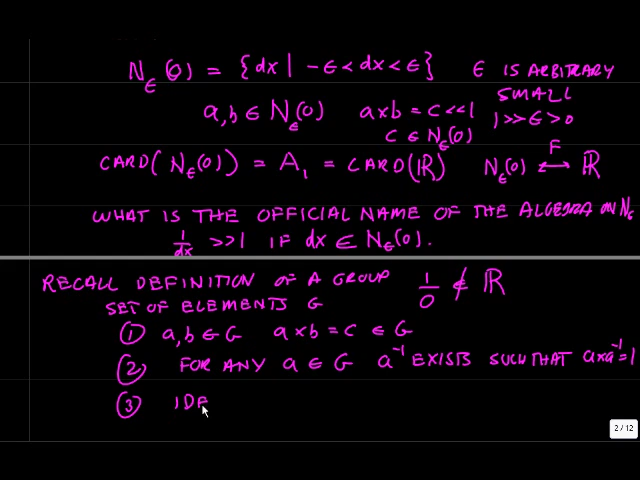 N_ϵ(0) = {dx | -ϵ < dx < ϵ} ϵ IS ARBITRARY
SMALL
a,b ∈ N_ϵ(0) a×b = c <<1 1>>ϵ>0
c ∈ N_ϵ(0)
CARD(N_ϵ(0)) = A_1 = CARD(ℝ) N_ϵ(0) ⟷^F ℝ
WHAT IS THE OFFICIAL NAME OF THE ALGEBRA ON N_ϵ
1/dx >>1 IF dx ∈ N_ϵ(0).
RECALL DEFINITION OF A GROUP 1/0 ∉ ℝ
SET OF ELEMENTS G
① a,b ∈ G a×b = c ∈ G
② FOR ANY a ∈ G a^-1 EXISTS SUCH THAT a×a^-1=1
③ IDE
2 / 12